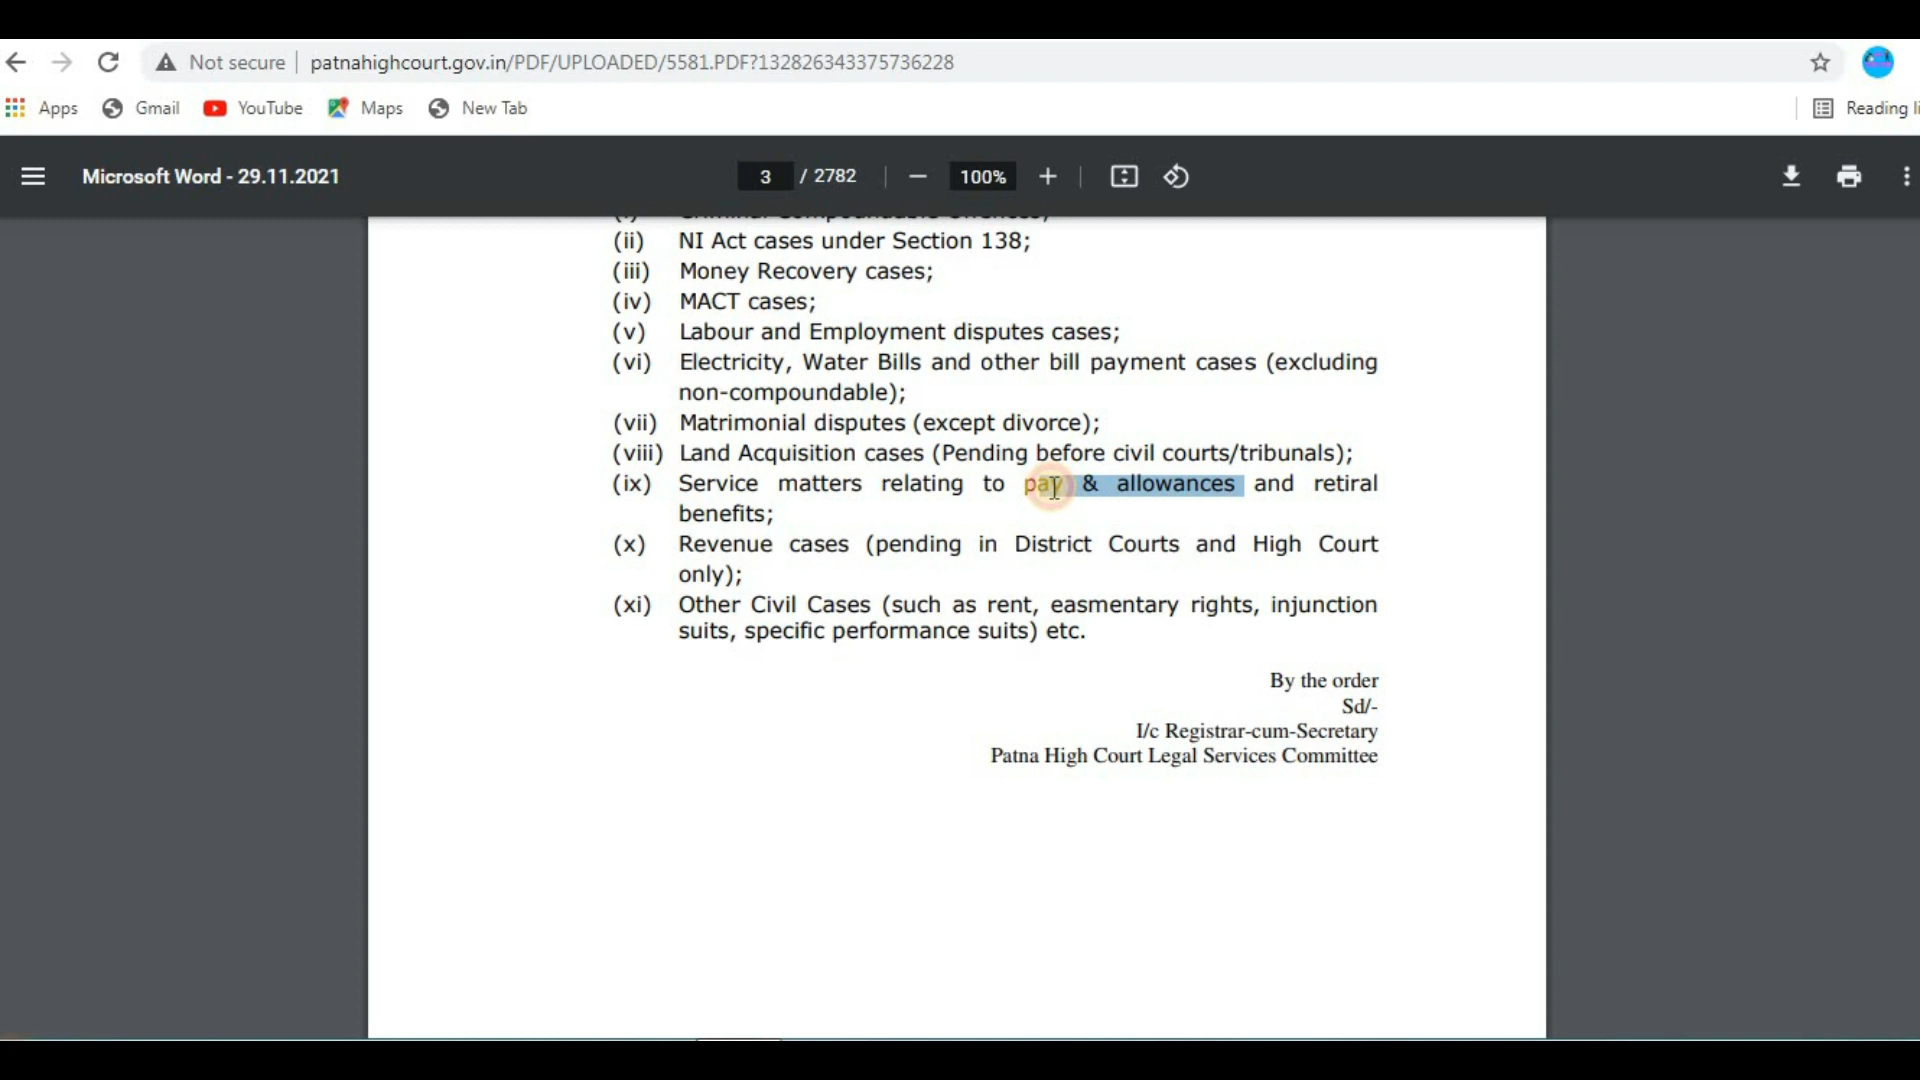 Not secure | patnahighcourt.gov.in/PDF/UPLOADED/5581.PDF?132826343375736228
Apps Gmail YouTube Maps New Tab Reading li
Microsoft Word - 29.11.2021 3 / 2782 100%
(i) Criminal Compoundable Offences;
(ii) NI Act cases under Section 138;
(iii) Money Recovery cases;
(iv) MACT cases;
(v) Labour and Employment disputes cases;
(vi) Electricity, Water Bills and other bill payment cases (excluding
non-compoundable);
(vii) Matrimonial disputes (except divorce);
(viii) Land Acquisition cases (Pending before civil courts/tribunals);
(ix) Service matters relating to pay & allowances and retiral
benefits;
(x) Revenue cases (pending in District Courts and High Court
only);
(xi) Other Civil Cases (such as rent, easmentary rights, injunction
suits, specific performance suits) etc.
By the order
Sd/-
I/c Registrar-cum-Secretary
Patna High Court Legal Services Committee